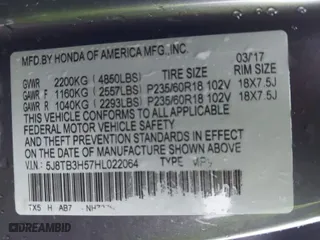 MFD.BY HONDA OF AMERICA MFG.,INC. 03/17
GVWR 2200KG (4850LBS) TIRE SIZE RIM SIZE
GAWR F 1160KG (2557LBS) P235/60R18 102V 18X7.5J
GAWR R 1040KG (2293LBS) P235/60R18 102V 18X7.5J
THIS VEHICLE CONFORMS TO ALL APPLICABLE
FEDERAL MOTOR VEHICLE SAFETY, BUMPER, AND THEFT
PREVENTION STANDARDS IN EFFECT ON THE
DATE OF MANUFACTURE SHOWN ABOVE.
V.I.N.: 5J8TB3H57HL022064 TYPE: MPV
TX5 H AB7